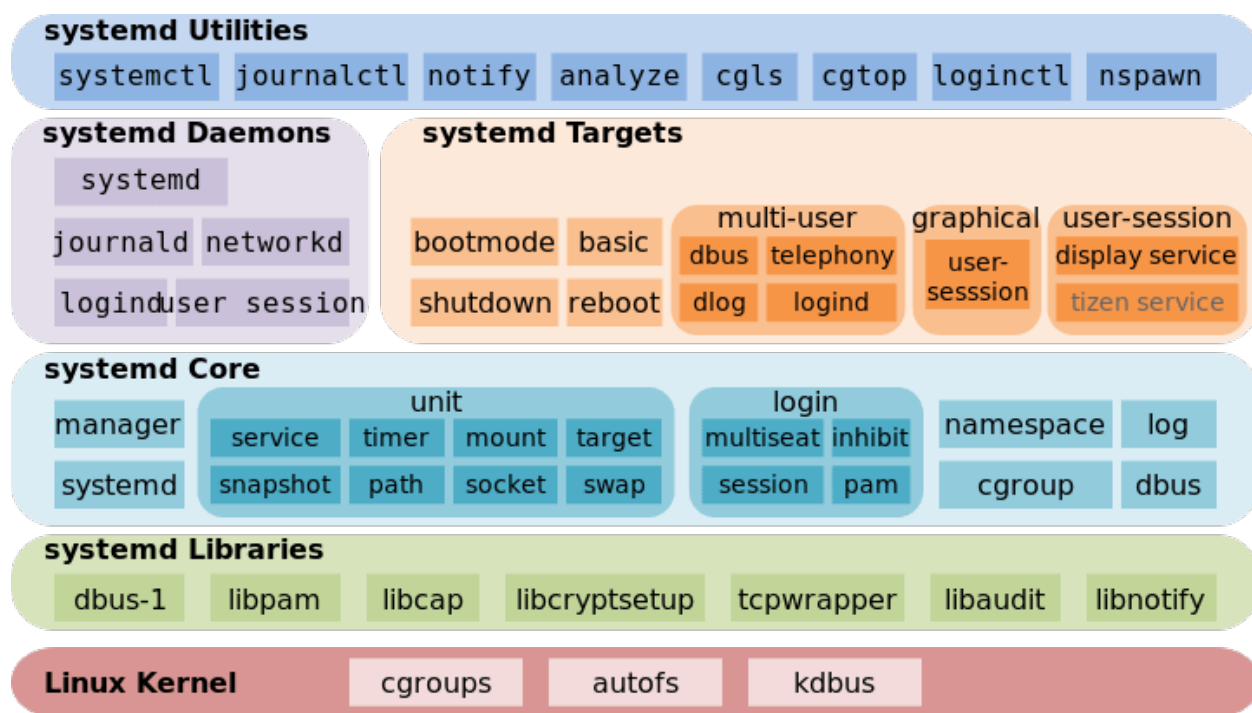 systemd Utilities
systemctl journalctl notify analyze cgls cgtop loginctl nspawn
systemd Daemons
systemd
journald networkd
logind user session
systemd Targets
bootmode basic
shutdown reboot
multi-user
dbus telephony
dlog logind
graphical
user-
sesssion
user-session
display service
tizen service
systemd Core
manager
systemd
unit
service timer mount target
snapshot path socket swap
login
multiseat inhibit
session pam
namespace log
cgroup dbus
systemd Libraries
dbus-1 libpam libcap libcryptsetup tcpwrapper libaudit libnotify
Linux Kernel cgroups autofs kdbus